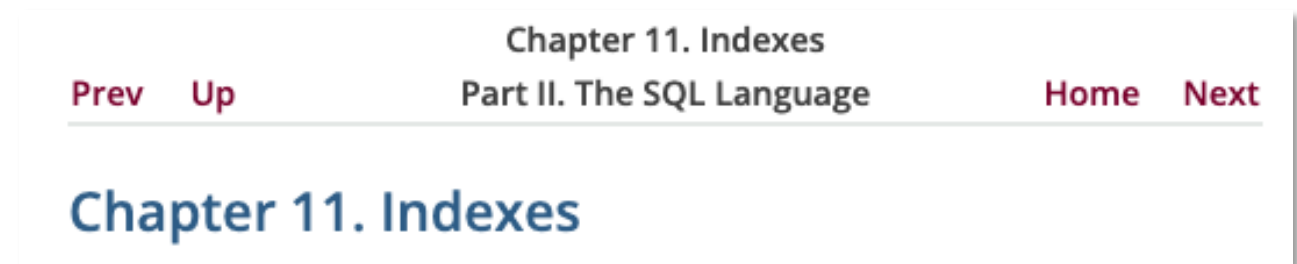 Chapter 11. Indexes
Prev Up Part II. The SQL Language Home Next
Chapter 11. Indexes